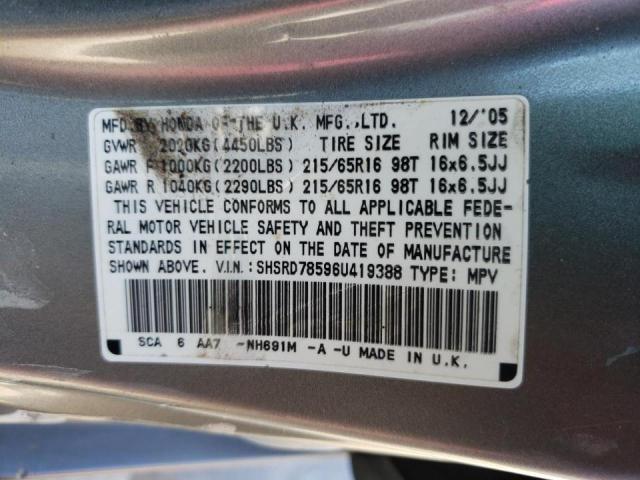 MFD.BY HONDA OF THE U.K. MFG.,LTD. 12/'05
GVWR 2020KG(4450LBS) TIRE SIZE RIM SIZE
GAWR F 1000KG(2200LBS) 215/65R16 98T 16x6.5JJ
GAWR R 1040KG(2290LBS) 215/65R16 98T 16x6.5JJ
THIS VEHICLE CONFORMS TO ALL APPLICABLE FEDE-
RAL MOTOR VEHICLE SAFETY AND THEFT PREVENTION
STANDARDS IN EFFECT ON THE DATE OF MANUFACTURE
SHOWN ABOVE. V.I.N.:SHSRD78596U419388 TYPE: MPV
SCA 6 AA7 -NH691M -A -U MADE IN U.K.